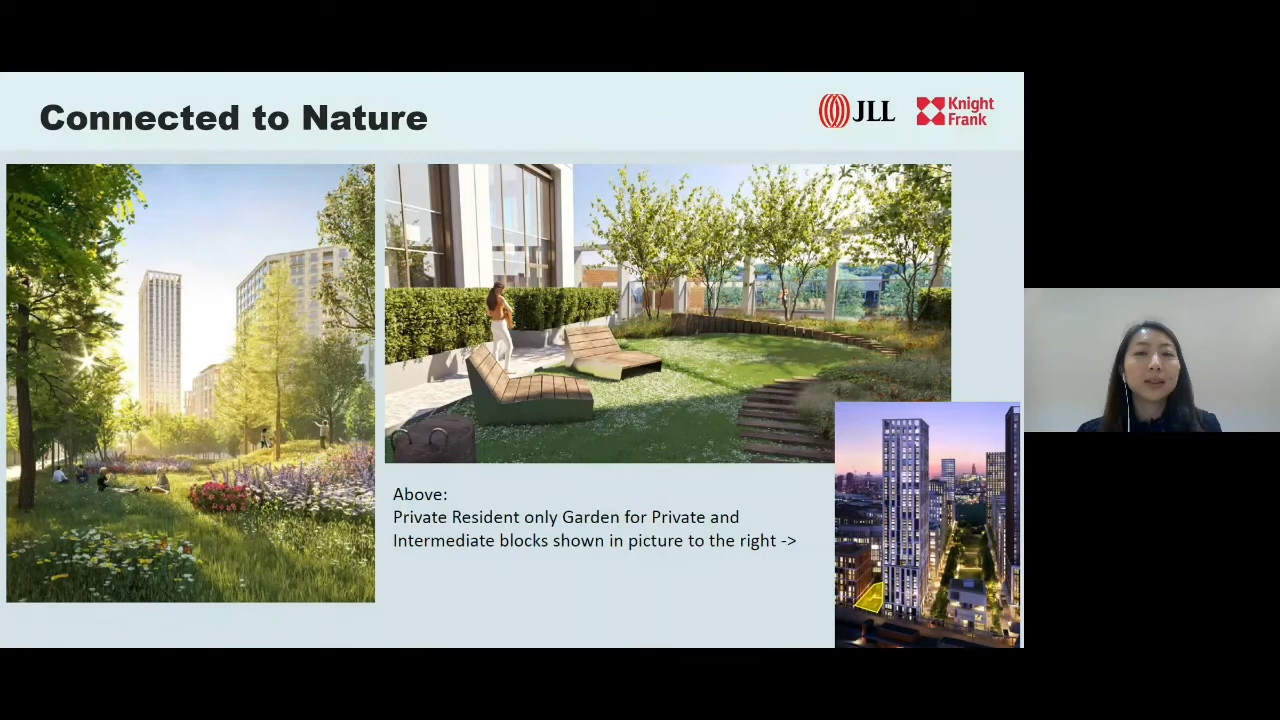 Connected to Nature
JLL
Knight
Frank
Above:
Private Resident only Garden for Private and
Intermediate blocks shown in picture to the right ->